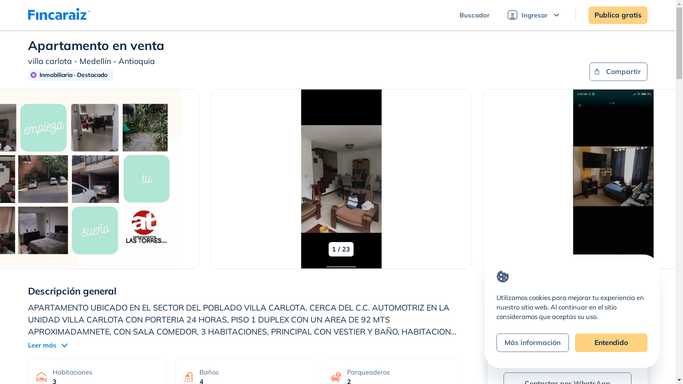 Fincaraiz
Buscador
Ingresar
Publica gratis
Apartamento en venta
villa carlota - Medellín - Antioquia
Inmobiliaria - Destacado
Compartir
empieza
tu
sueña
at
LAS TORRES...
1 / 23
Descripción general
APARTAMENTO UBICADO EN EL SECTOR DEL POBLADO VILLA CARLOTA, CERCA DEL C.C. AUTOMOTRIZ EN LA
UNIDAD VILLA CARLOTA CON PORTERIA 24 HORAS, PISO 1 DUPLEX CON UN AREA DE 92 MTS
APROXIMADAMNETE, CON SALA COMEDOR, 3 HABITACIONES, PRINCIPAL CON VESTIER Y BAÑO, HABITACION...
Leer más
Habitaciones
3
Baños
4
Parqueaderos
2
Utilizamos cookies para mejorar tu experiencia en
nuestro sitio web. Al continuar en el sitio
consideramos que aceptas su uso.
Más información
Entendido
Contactar por WhatsApp